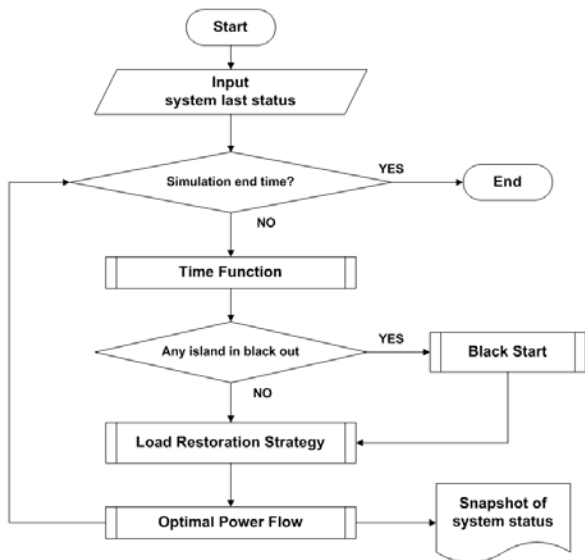 Start
Input
system last status
Simulation end time?
YES
End
NO
Time Function
Any island in black out
YES
Black Start
NO
Load Restoration Strategy
Optimal Power Flow
Snapshot of
system status